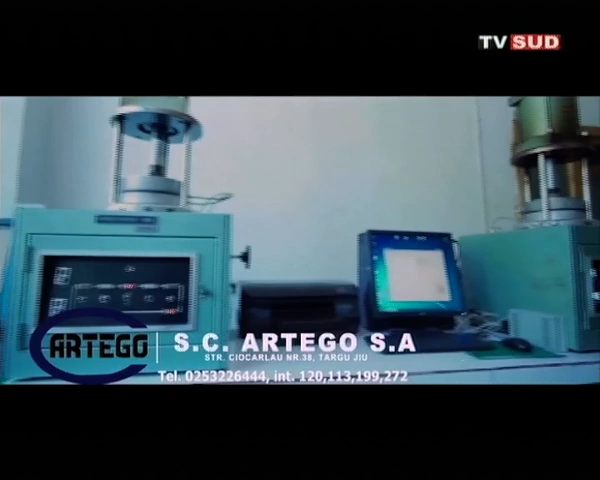 TV SUD
ARTEGO
S.C. ARTEGO S.A
STR. CIOCARLAU NR.38, TARGU JIU
Tel. 0253226444, int. 120,113,199,272